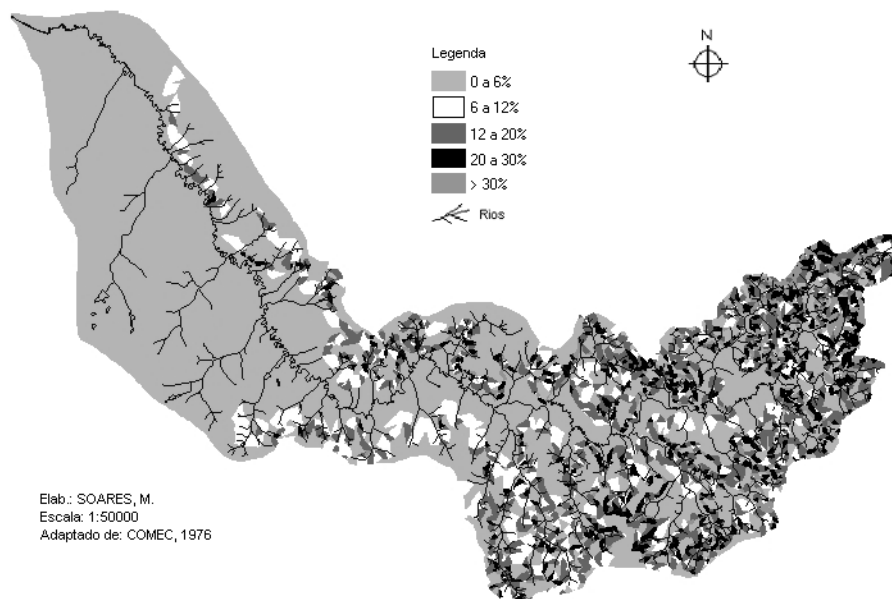 Legenda
N
0 a 6%
6 a 12%
12 a 20%
20 a 30%
> 30%
Rios
Elab.: SOARES, M.
Escala: 1:50000
Adaptado de: COMEC, 1976